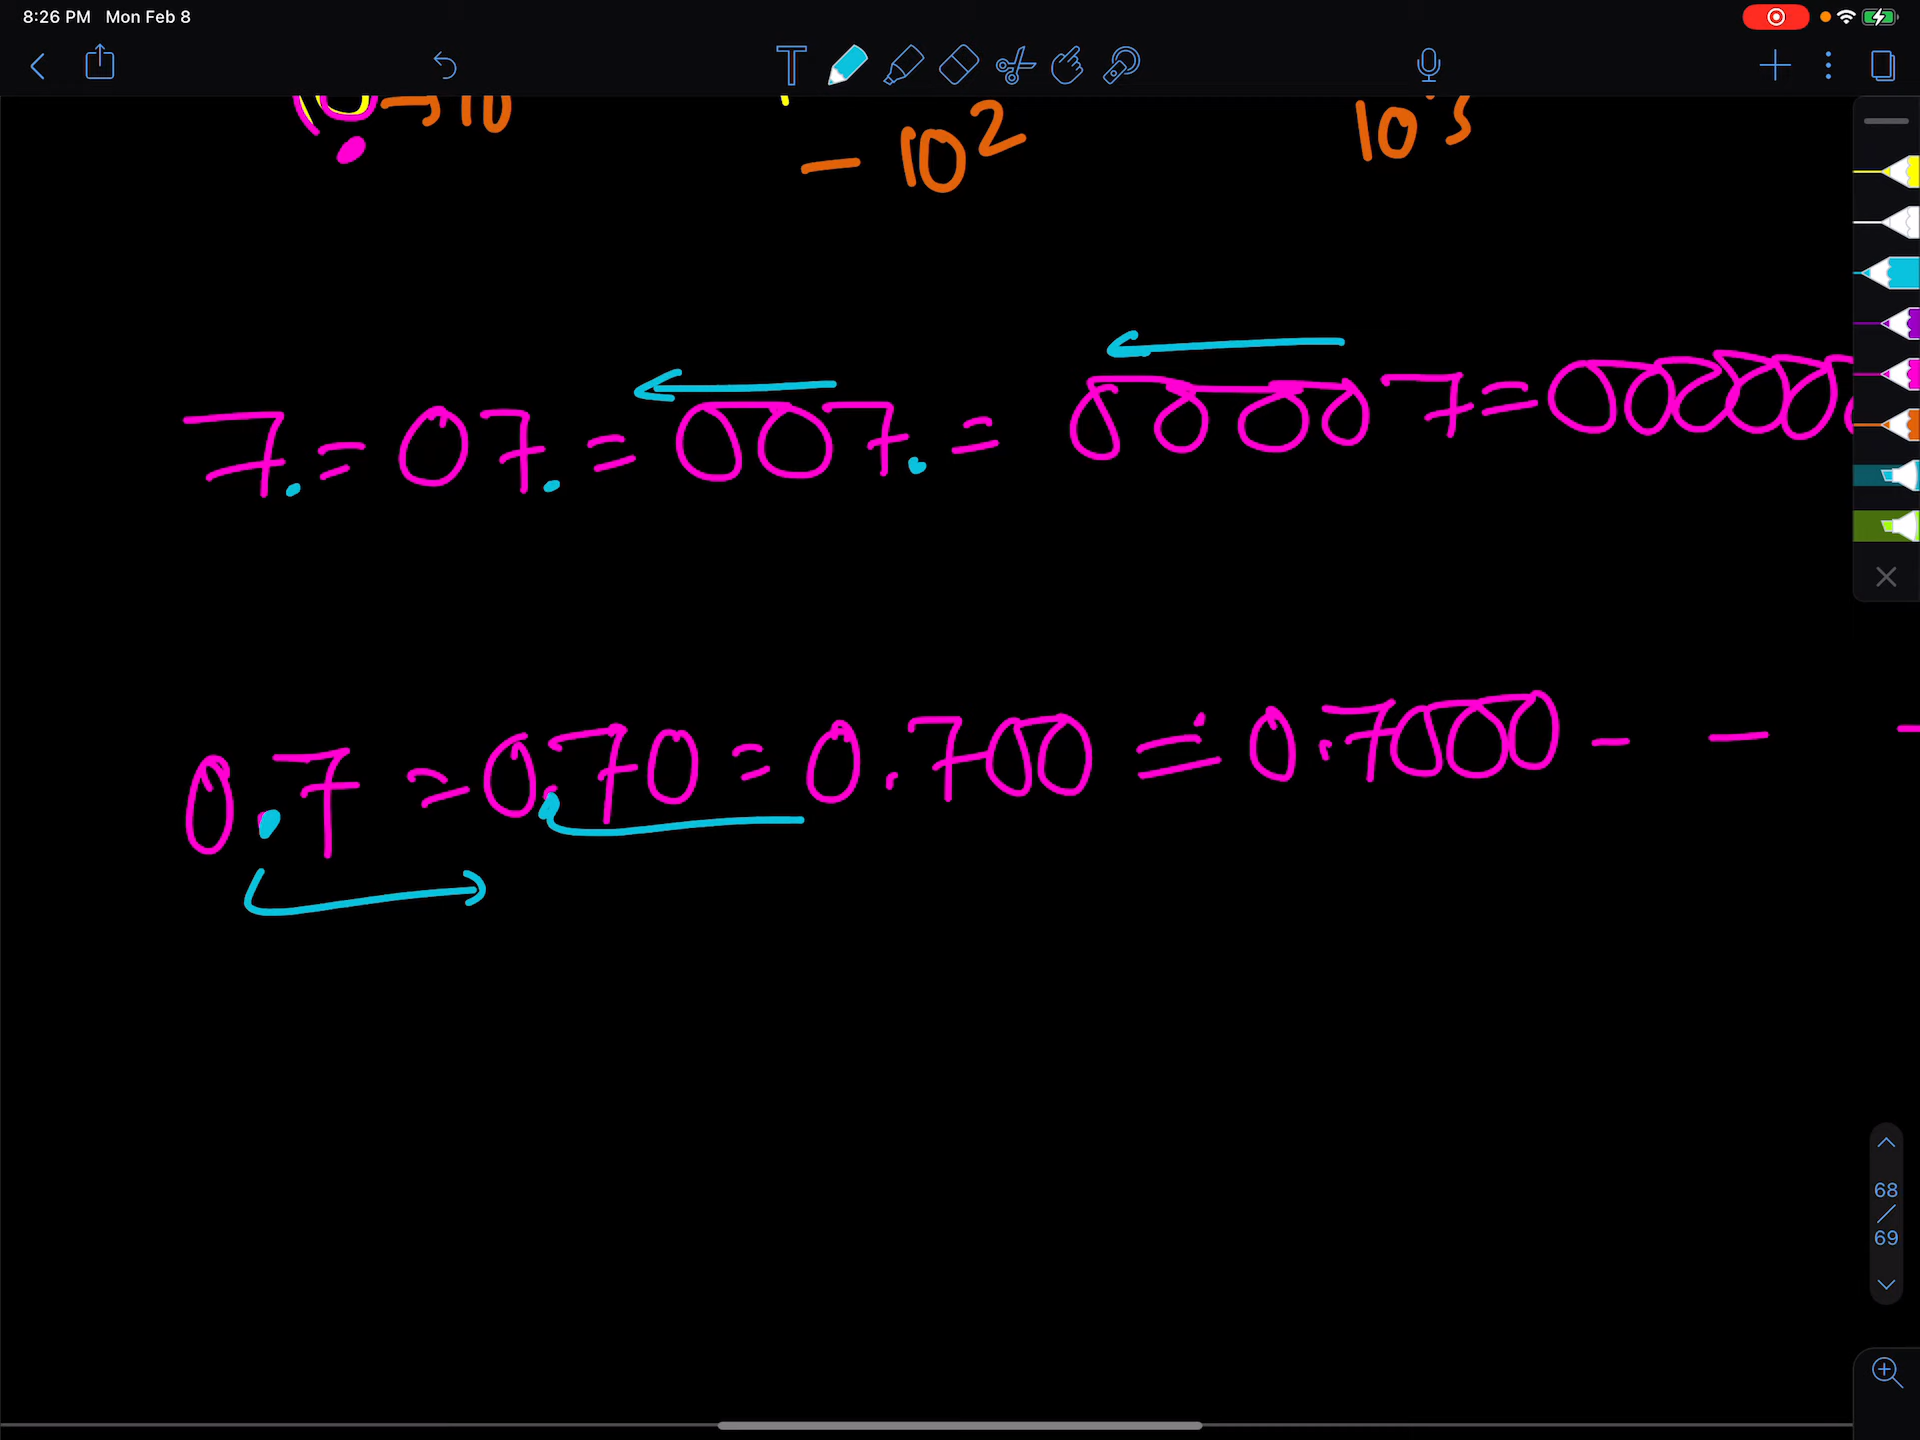 8:26 PM Mon Feb 8
→ 10
- 10²
10³
7. = 07. = 007. = 00007 = 00000
0.7 = 0.70 = 0.700 = 0.7000 - - -
68
/
69